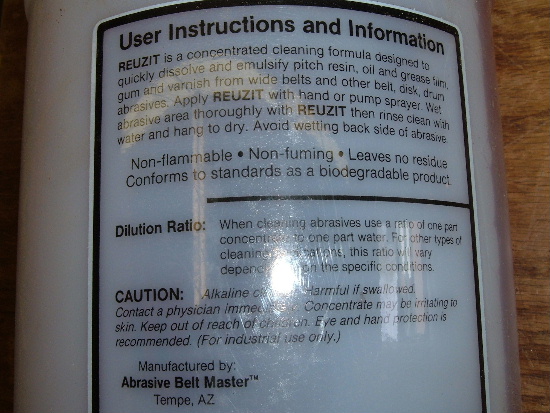 User Instructions and Information
REUZIT is a concentrated cleaning formula designed to
quickly dissolve and emulsify pitch resin, oil and grease film,
gum and varnish from wide belts and other belt, disk, drum
abrasives. Apply REUZIT with hand or pump sprayer. Wet
abrasive area thoroughly with REUZIT then rinse clean with
water and hang to dry. Avoid wetting back side of abrasive
Non-flammable • Non-fuming • Leaves no residue
Conforms to standards as a biodegradable product.
Dilution Ratio: When cleaning abrasives use a ratio of one part
concentrate to one part water. For other types of
cleaning, this ratio will vary
on the specific conditions.
CAUTION: Alkaline Harmful if swallowed.
Contact a physician immediately. Concentrate may be irritating to
skin. Keep out of reach of children. Eye and hand protection is
recommended. (For industrial use only.)
Manufactured by:
Abrasive Belt Master™
Tempe, AZ